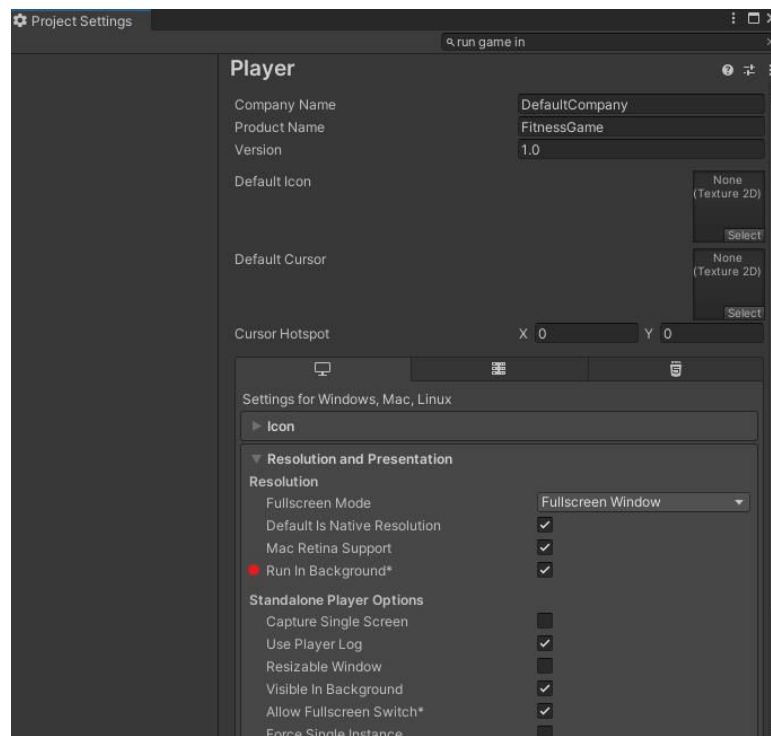 Project Settings
run game in
Player
Company Name DefaultCompany
Product Name FitnessGame
Version 1.0
Default Icon None
(Texture 2D)
Select
Default Cursor None
(Texture 2D)
Select
Cursor Hotspot X 0 Y 0
Settings for Windows, Mac, Linux
Icon
Resolution and Presentation
Resolution
Fullscreen Mode Fullscreen Window
Default Is Native Resolution
Mac Retina Support
Run In Background*
Standalone Player Options
Capture Single Screen
Use Player Log
Resizable Window
Visible In Background
Allow Fullscreen Switch*
Force Single Instance